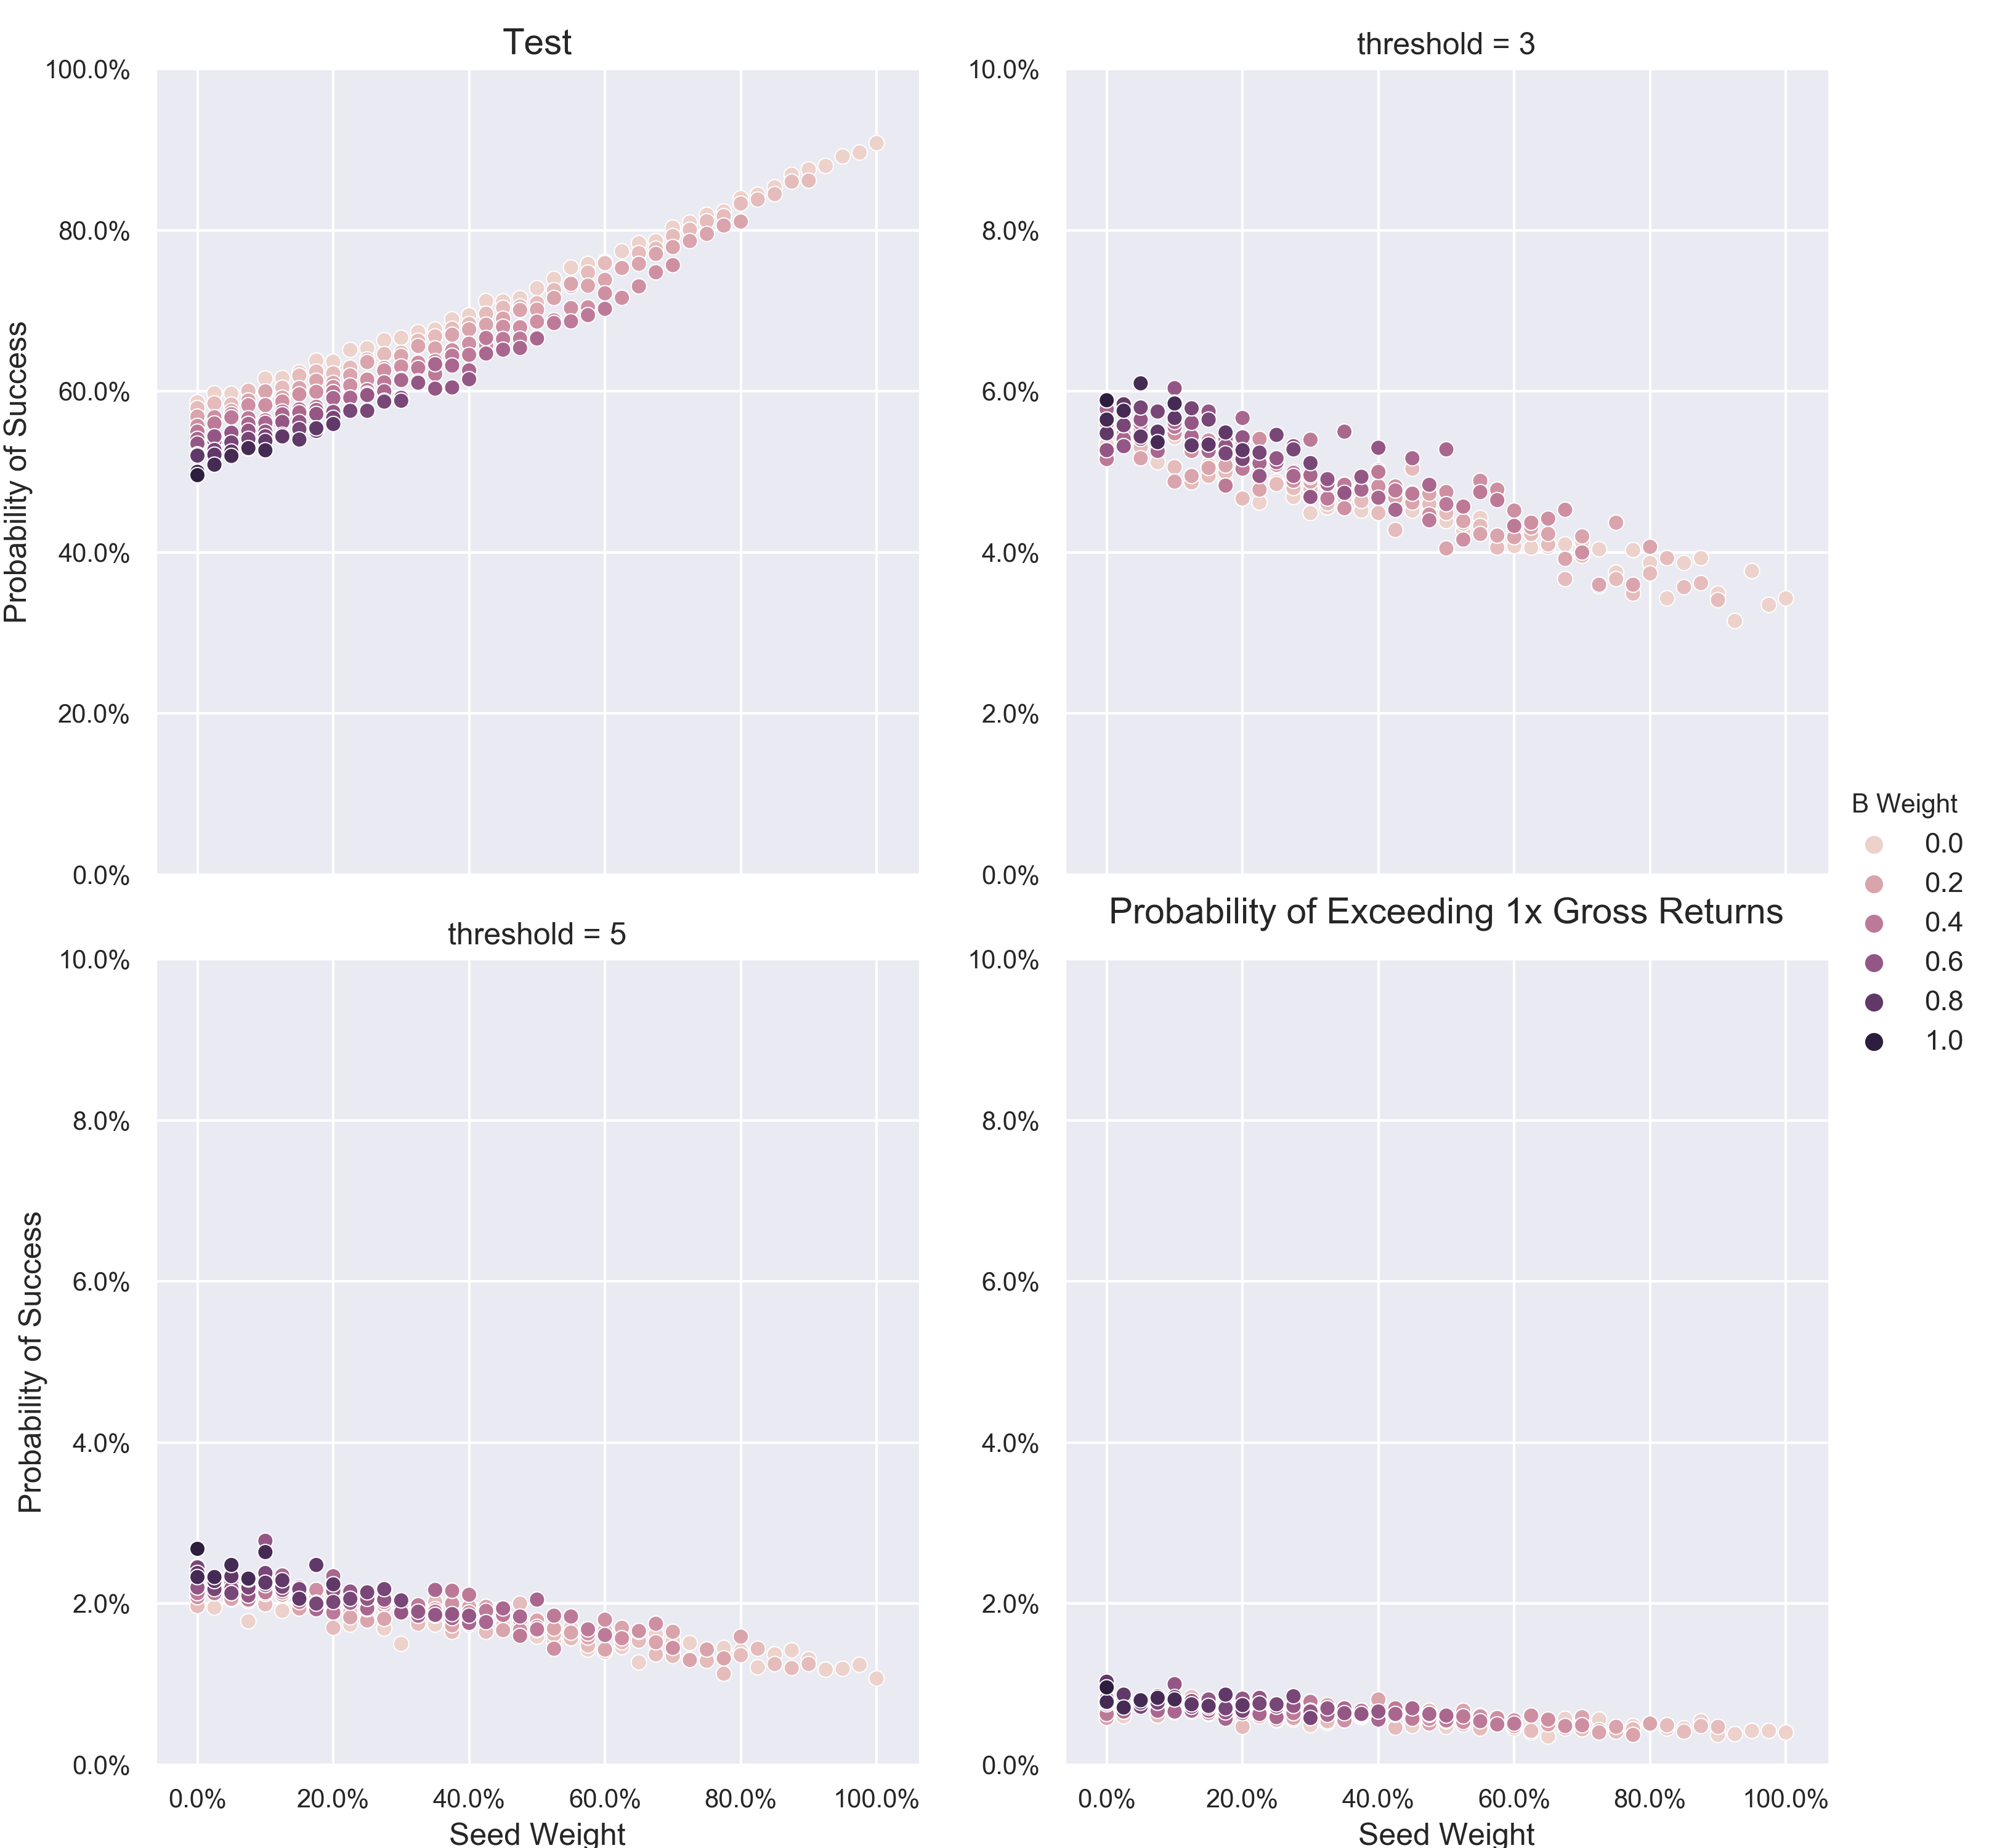 Test
threshold = 3
100.0%
80.0%
60.0%
40.0%
20.0%
0.0%
Probability of Success
10.0%
8.0%
6.0%
4.0%
2.0%
0.0%
B Weight
0.0
0.2
0.4
0.6
0.8
1.0
threshold = 5
Probability of Exceeding 1x Gross Returns
10.0%
8.0%
6.0%
4.0%
2.0%
0.0%
Probability of Success
0.0% 20.0% 40.0% 60.0% 80.0% 100.0%
Seed Weight
10.0%
8.0%
6.0%
4.0%
2.0%
0.0%
0.0% 20.0% 40.0% 60.0% 80.0% 100.0%
Seed Weight